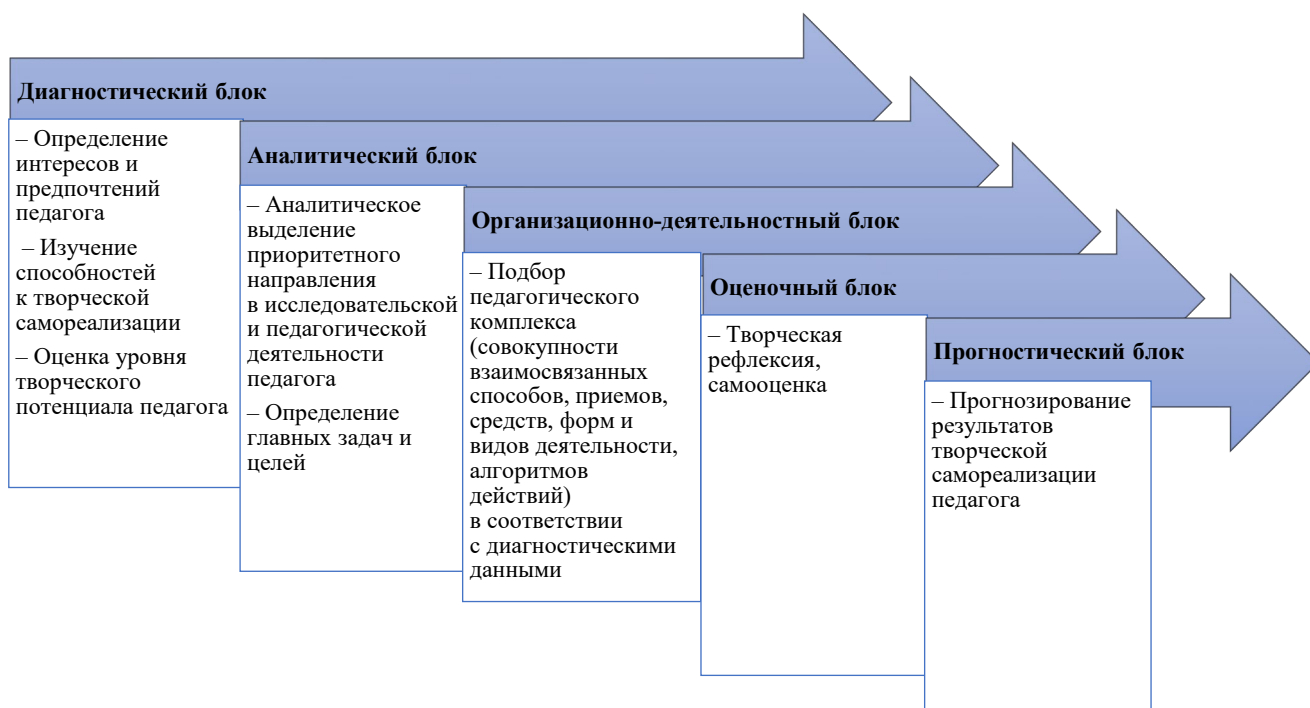 Диагностический блок
– Определение
интересов и
предпочтений
педагога
– Изучение
способностей
к творческой
самореализации
– Оценка уровня
творческого
потенциала педагога
Аналитический блок
– Аналитическое
выделение
приоритетного
направления
в исследовательской
и педагогической
деятельности
педагога
– Определение
главных задач и
целей
Организационно-деятельностный блок
– Подбор
педагогического
комплекса
(совокупности
взаимосвязанных
способов, приемов,
средств, форм и
видов деятельности,
алгоритмов
действий)
в соответствии
с диагностическими
данными
Оценочный блок
– Творческая
рефлексия,
самооценка
Прогностический блок
– Прогнозирование
результатов
творческой
самореализации
педагога